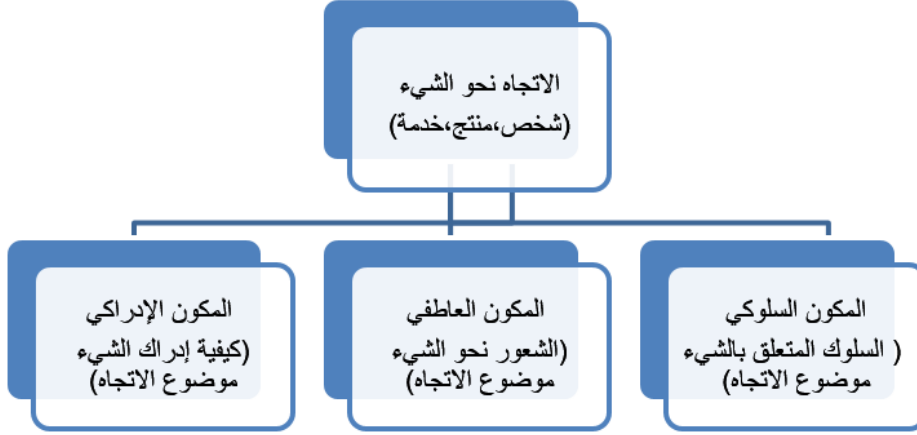 الاتجاه نحو الشيء
(شخص،منتج،خدمة)
المكون السلوكي
( السلوك المتعلق بالشيء
موضوع الاتجاه)
المكون العاطفي
(الشعور نحو الشيء
موضوع الاتجاه)
المكون الإدراكي
(كيفية إدراك الشيء
موضوع الاتجاه)